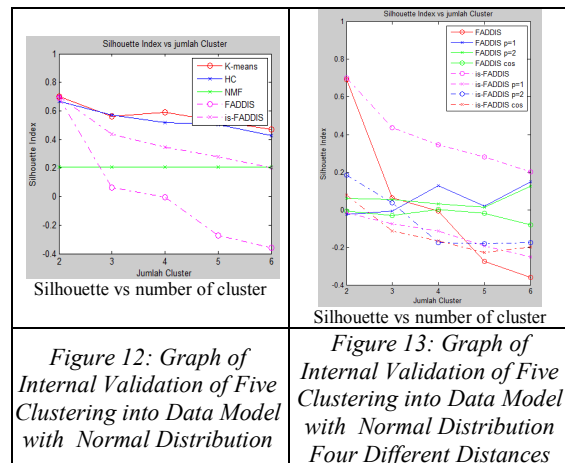 Silhouette Index vs jumlah Cluster
1
0.8
0.6
0.4
0.2
0
-0.2
-0.4
Silhouette Index
K-means
HC
NMF
FADDIS
is-FADDIS
2 3 4 5 6
Jumlah Cluster
Silhouette vs number of cluster
Silhouette Index vs jumlah Cluster
1
0.8
0.6
0.4
0.2
0
-0.2
-0.4
Silhouette Index
FADDIS
FADDIS p=1
FADDIS p=2
FADDIS cos
is-FADDIS
is-FADDIS p=1
is-FADDIS p=2
is-FADDIS cos
2 3 4 5 6
Jumlah Cluster
Silhouette vs number of cluster
Figure 12: Graph of
Internal Validation of Five
Clustering into Data Model
with Normal Distribution
Figure 13: Graph of
Internal Validation of Five
Clustering into Data Model
with Normal Distribution
Four Different Distances